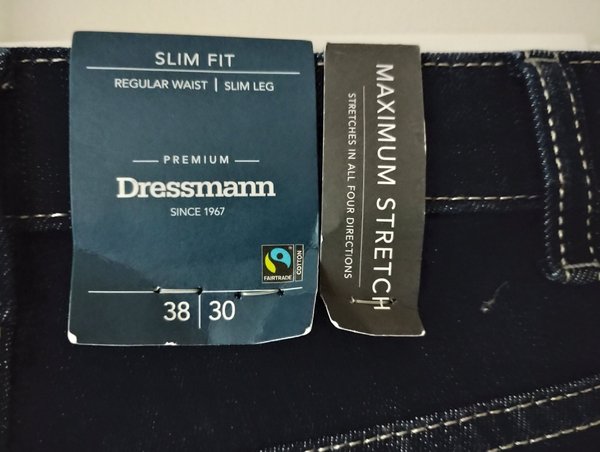 SLIM FIT
REGULAR WAIST | SLIM LEG
PREMIUM
Dressmann
SINCE 1967
FAIRTRADE
COTTON
38 | 30
MAXIMUM STRETCH
STRETCHES IN ALL FOUR DIRECTIONS